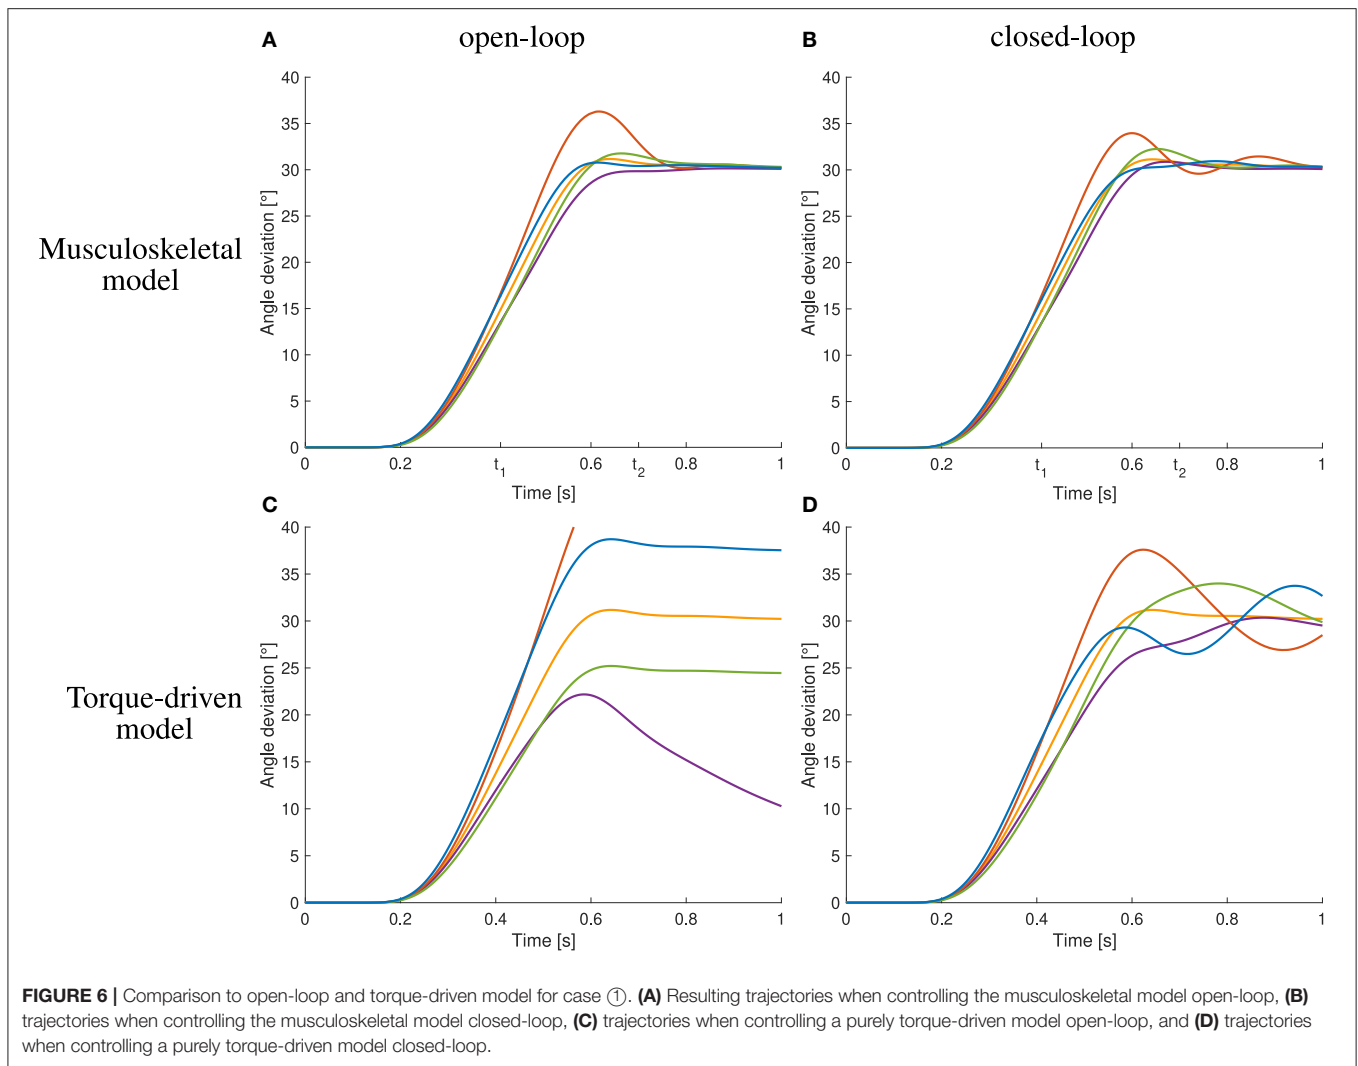 A
open-loop
B
closed-loop
Musculoskeletal
model
Angle deviation [°]
40
35
30
25
20
15
10
5
0
0 0.2 t1 0.6 t2 0.8 1
Time [s]
Angle deviation [°]
40
35
30
25
20
15
10
5
0
0 0.2 t1 0.6 t2 0.8 1
Time [s]
Torque-driven
model
C
Angle deviation [°]
40
35
30
25
20
15
10
5
0
0 0.2 0.4 0.6 0.8 1
Time [s]
D
Angle deviation [°]
40
35
30
25
20
15
10
5
0
0 0.2 0.4 0.6 0.8 1
Time [s]
FIGURE 6 | Comparison to open-loop and torque-driven model for case ①. (A) Resulting trajectories when controlling the musculoskeletal model open-loop, (B)
trajectories when controlling the musculoskeletal model closed-loop, (C) trajectories when controlling a purely torque-driven model open-loop, and (D) trajectories
when controlling a purely torque-driven model closed-loop.